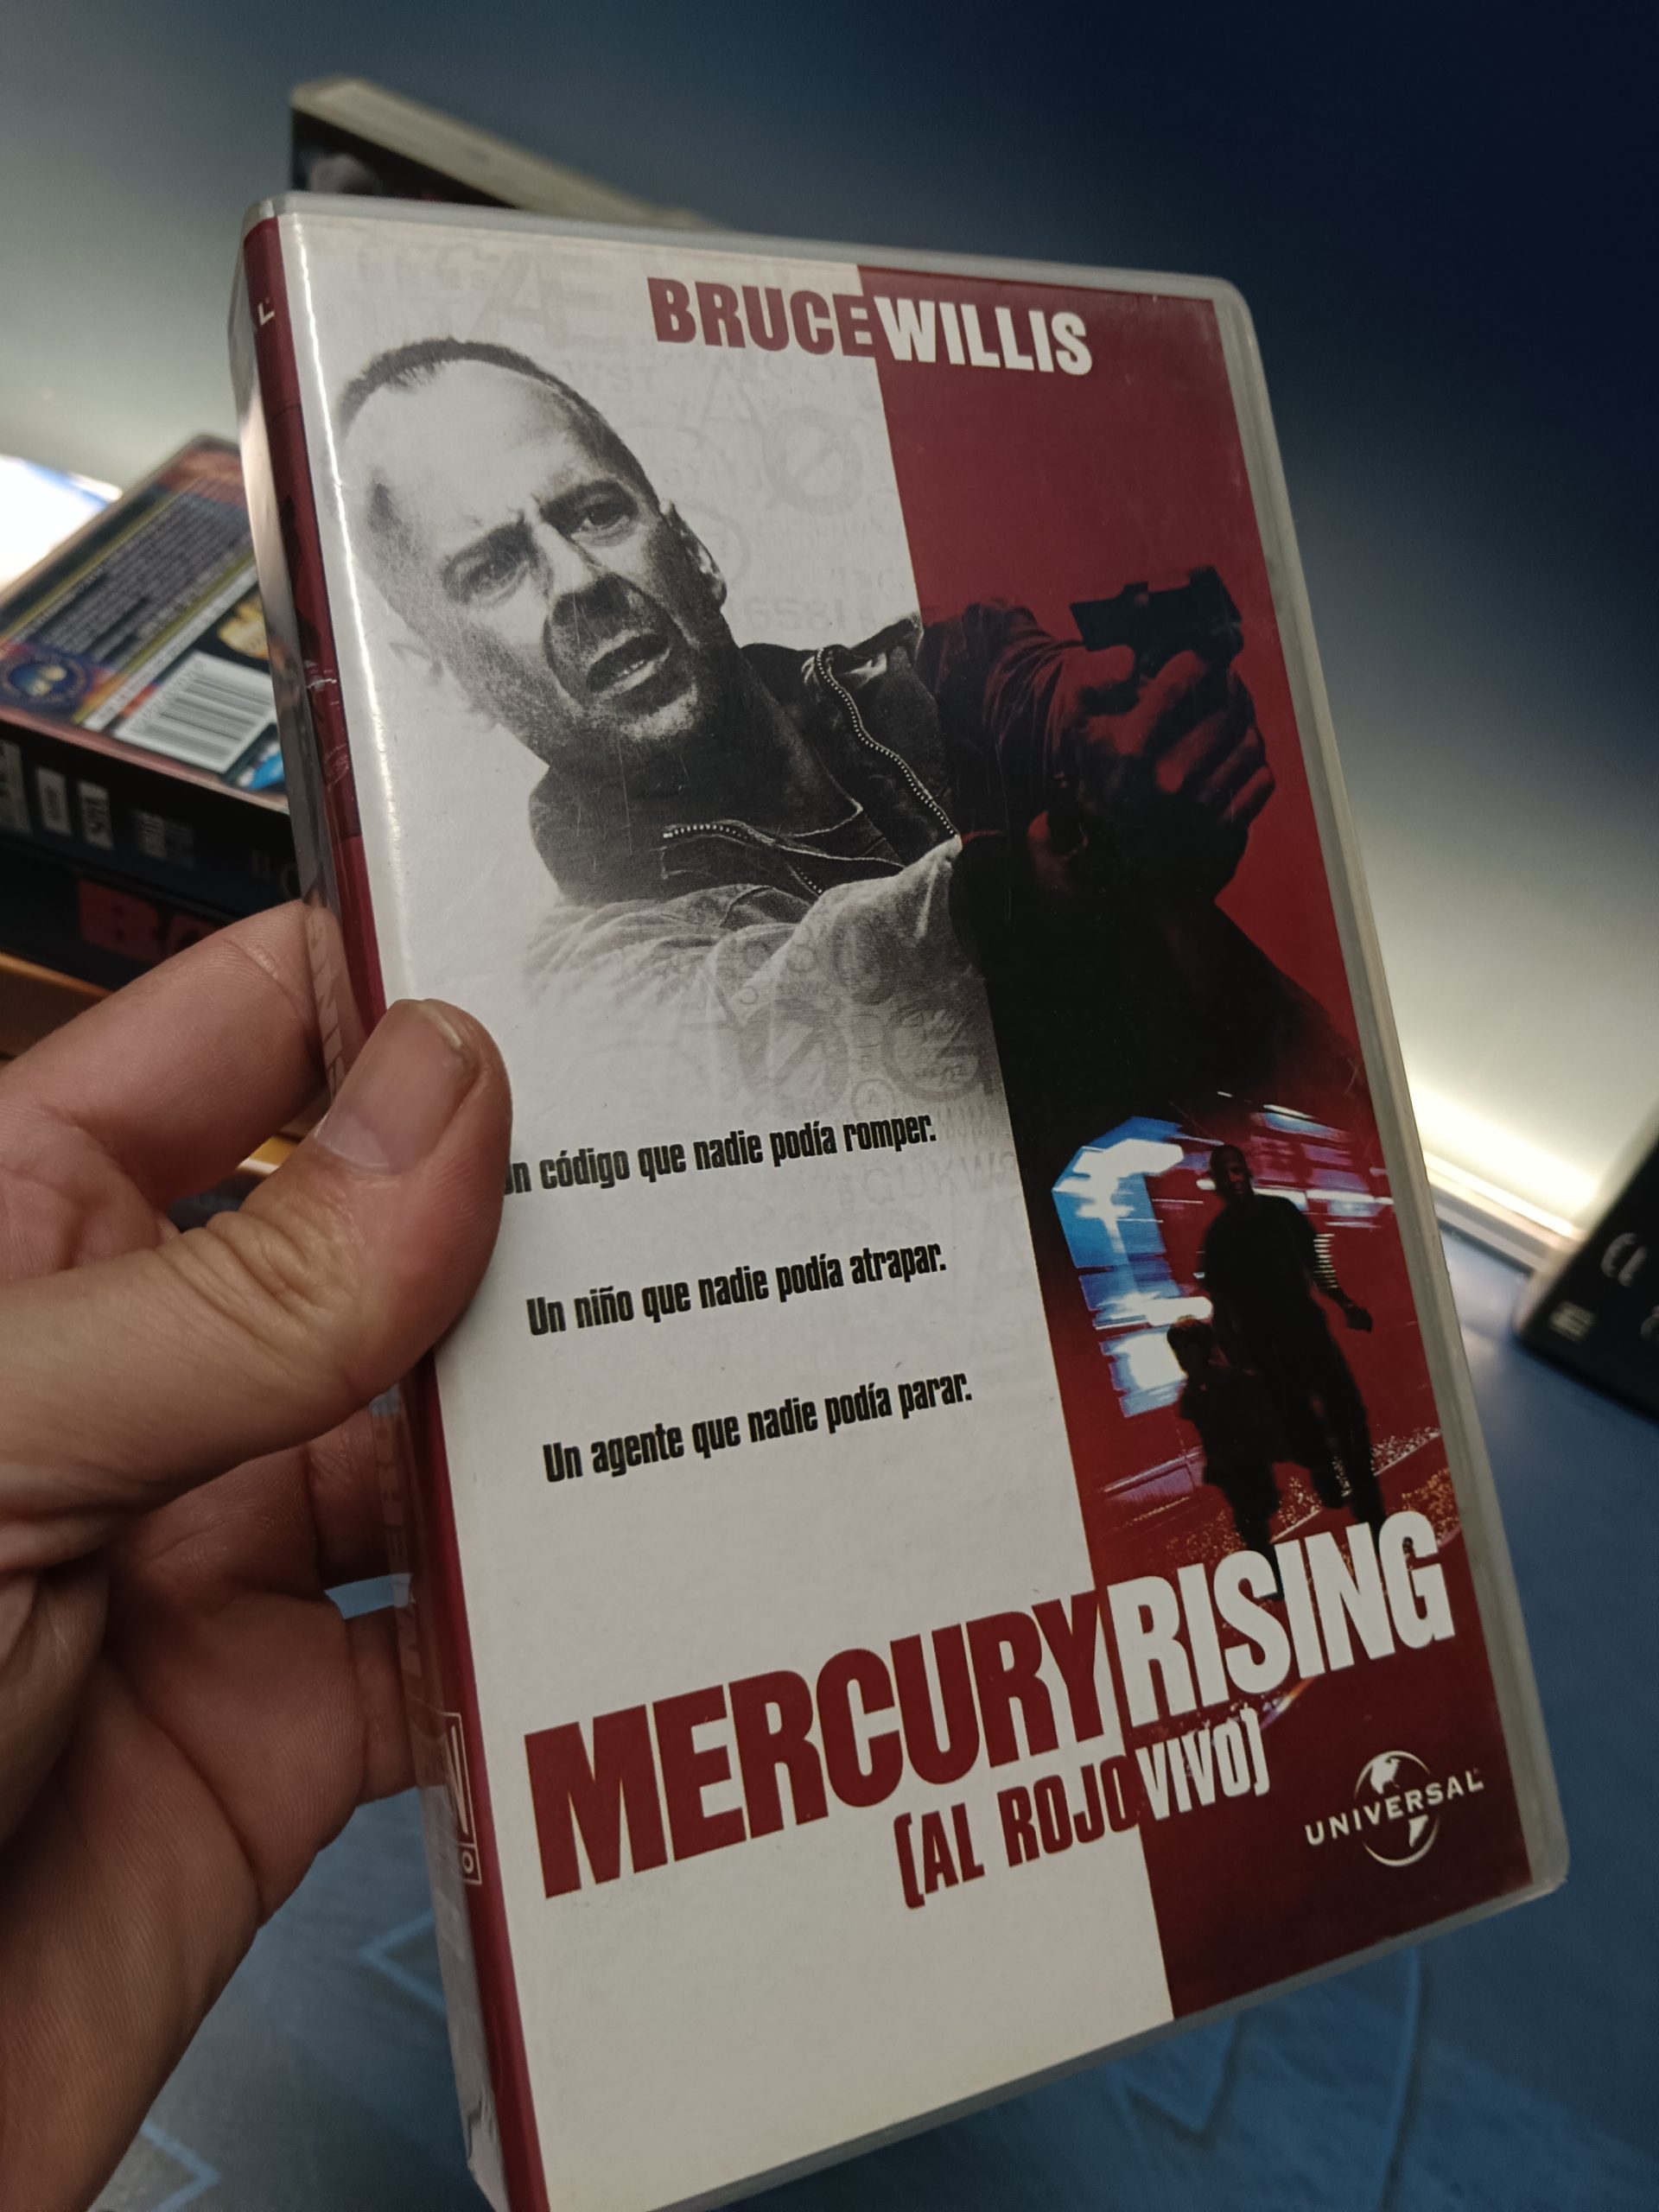 BRUCE WILLIS
código que nadie podía romper.
Un niño que nadie podía atrapar.
Un agente que nadie podía parar.
MERCURY RISING
(AL ROJO VIVO)
UNIVERSAL